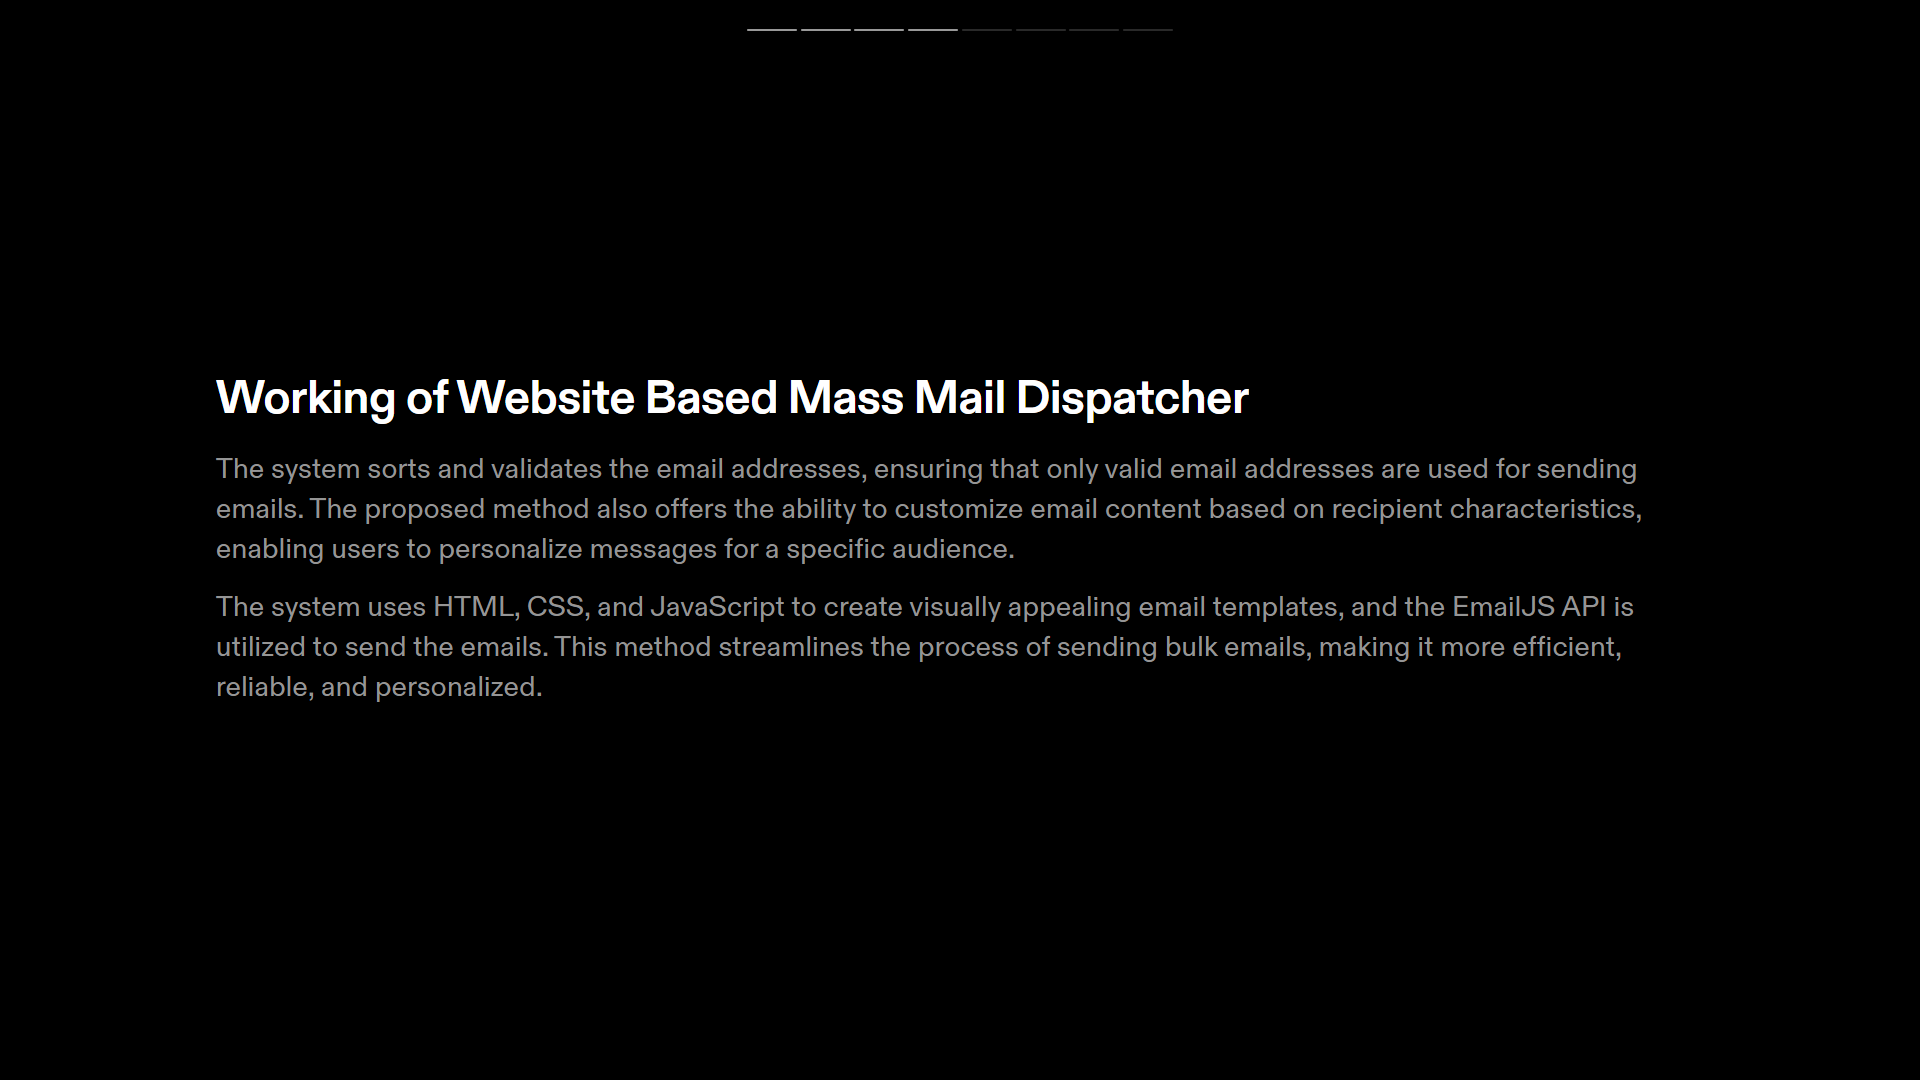 Working of Website Based Mass Mail Dispatcher
The system sorts and validates the email addresses, ensuring that only valid email addresses are used for sending
emails. The proposed method also offers the ability to customize email content based on recipient characteristics,
enabling users to personalize messages for a specific audience.
The system uses HTML, CSS, and JavaScript to create visually appealing email templates, and the EmailJS API is
utilized to send the emails. This method streamlines the process of sending bulk emails, making it more efficient,
reliable, and personalized.